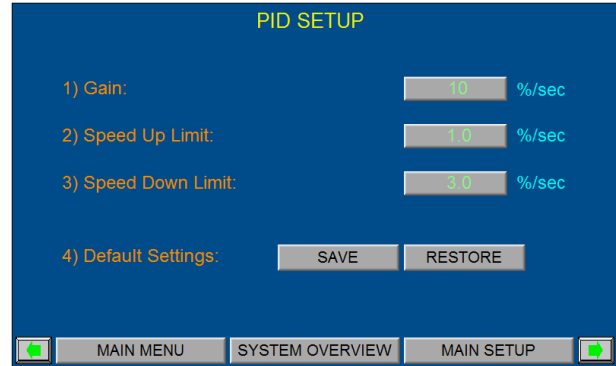 PID SETUP
1) Gain: 10 %/sec
2) Speed Up Limit: 1.0 %/sec
3) Speed Down Limit: 3.0 %/sec
4) Default Settings: SAVE RESTORE
MAIN MENU SYSTEM OVERVIEW MAIN SETUP